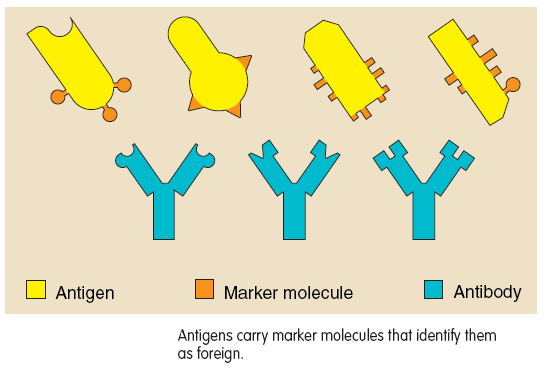 Antigen
Marker molecule
Antibody
Antigens carry marker molecules that identify them
as foreign.